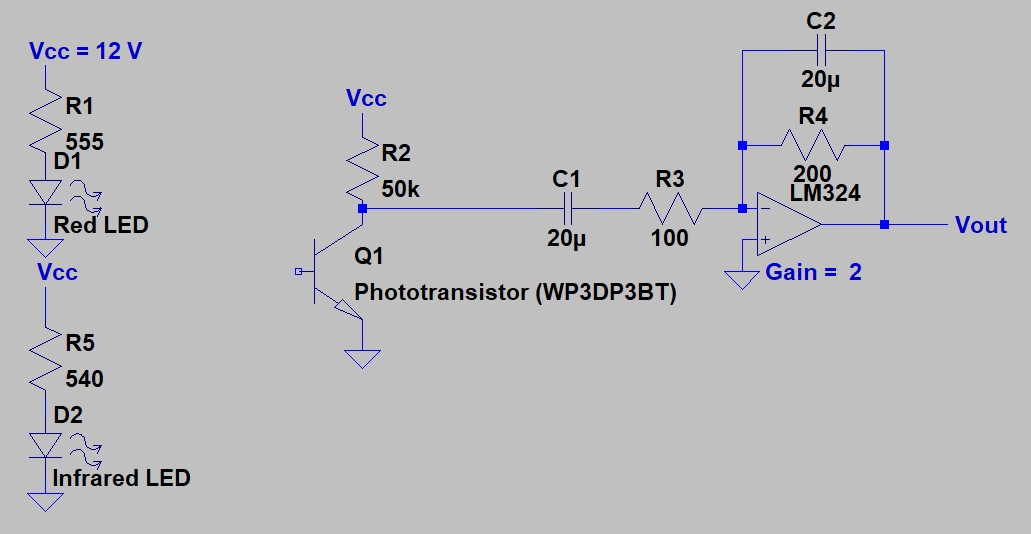 Vcc = 12 V
R1
555
D1
Red LED
Vcc
R5
540
D2
Infrared LED
Vcc
R2
50k
Q1
Phototransistor (WP3DP3BT)
C1
20µ
R3
100
C2
20µ
R4
200
LM324
Gain = 2
Vout